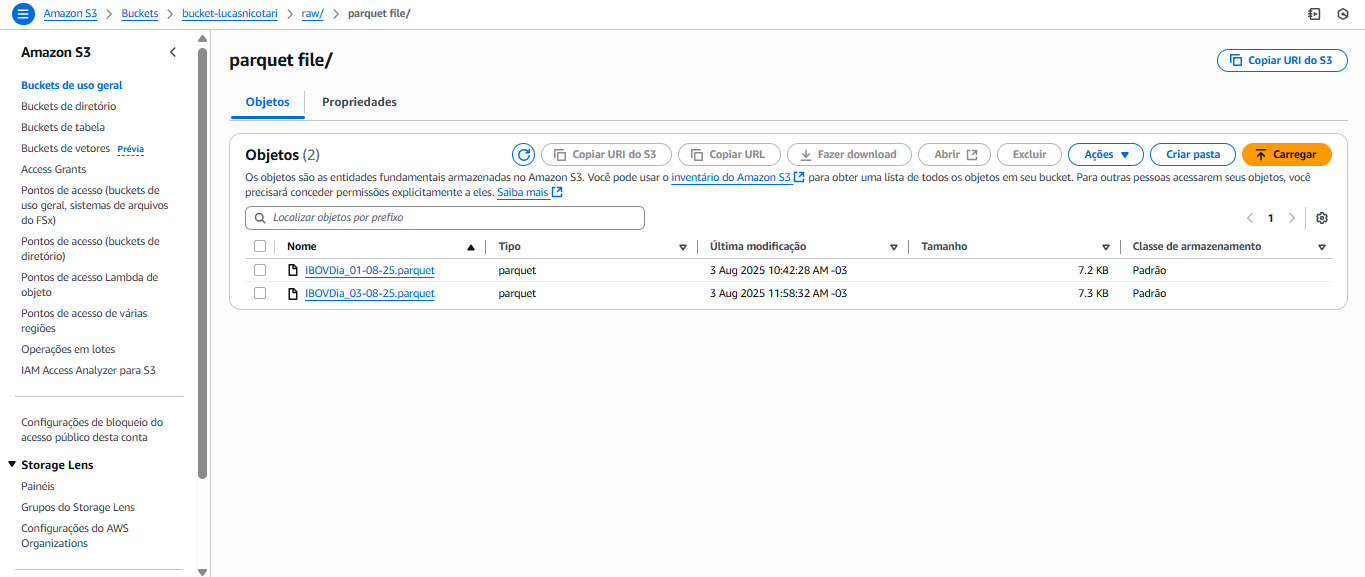 Amazon S3 > Buckets > bucket-lucasnicotari > raw/ > parquet file/
Amazon S3
Buckets de uso geral
Buckets de diretório
Buckets de tabela
Buckets de vetores Prévia
Access Grants
Pontos de acesso (buckets de
uso geral, sistemas de arquivos
do FSx)
Pontos de acesso (buckets de
diretório)
Pontos de acesso Lambda de
objeto
Pontos de acesso de várias
regiões
Operações em lotes
IAM Access Analyzer para S3
Configurações de bloqueio do
acesso público desta conta
Storage Lens
Painéis
Grupos do Storage Lens
Configurações do AWS
Organizations
parquet file/
Copiar URI do S3
Objetos Propriedades
Objetos (2)
Copiar URI do S3 Copiar URL Fazer download Abrir Excluir Ações Criar pasta Carregar
Os objetos são as entidades fundamentais armazenadas no Amazon S3. Você pode usar o inventário do Amazon S3 para obter uma lista de todos os objetos em seu bucket. Para outras pessoas acessarem seus objetos, você
precisará conceder permissões explicitamente a eles. Saiba mais
Localizar objetos por prefixo
1
Nome Tipo Última modificação Tamanho Classe de armazenamento
IBOVDia_01-08-25.parquet parquet 3 Aug 2025 10:42:28 AM -03 7.2 KB Padrão
IBOVDia_03-08-25.parquet parquet 3 Aug 2025 11:58:32 AM -03 7.3 KB Padrão